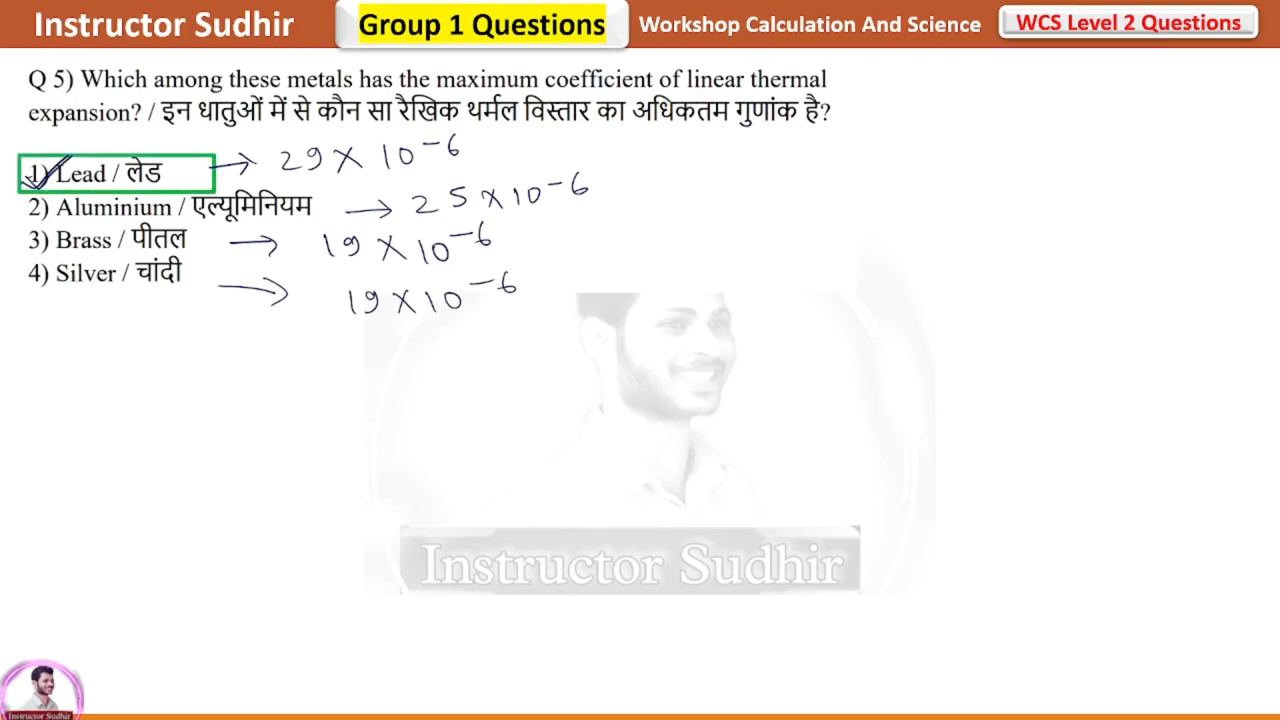 Instructor Sudhir Group 1 Questions Workshop Calculation And Science WCS Level 2 Questions
Q 5) Which among these metals has the maximum coefficient of linear thermal
expansion? / इन धातुओं में से कौन सा रैखिक थर्मल विस्तार का अधिकतम गुणांक है?
1) Lead / लेड → 29 × 10⁻⁶
2) Aluminium / एल्यूमिनियम → 25 × 10⁻⁶
3) Brass / पीतल → 19 × 10⁻⁶
4) Silver / चांदी → 19 × 10⁻⁶
Instructor Sudhir
Instructor Sudhir